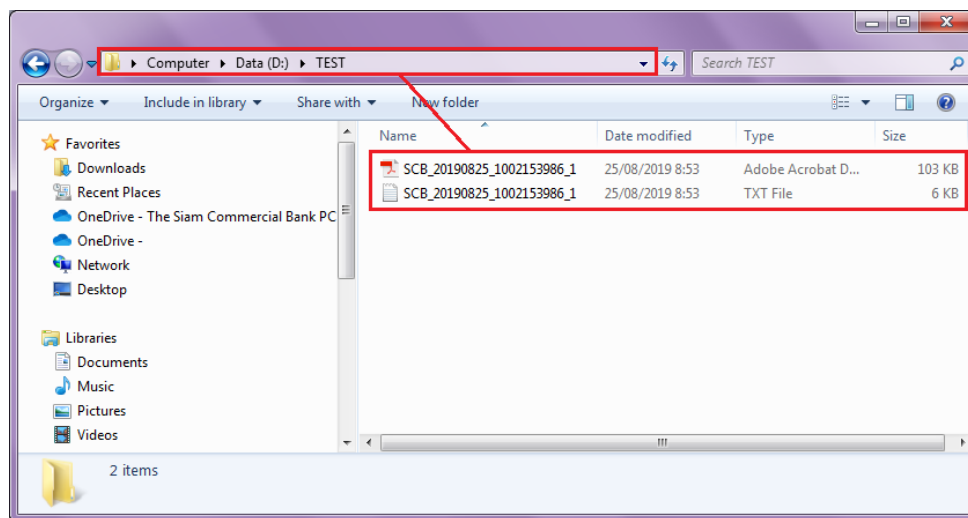 Computer Data (D:) TEST
Search TEST
Organize Include in library Share with New folder
Name Date modified Type Size
Favorites
Downloads
Recent Places
OneDrive - The Siam Commercial Bank PC
OneDrive -
Network
Desktop
Libraries
Documents
Music
Pictures
Videos
SCB_20190825_1002153986_1 25/08/2019 8:53 Adobe Acrobat D... 103 KB
SCB_20190825_1002153986_1 25/08/2019 8:53 TXT File 6 KB
2 items